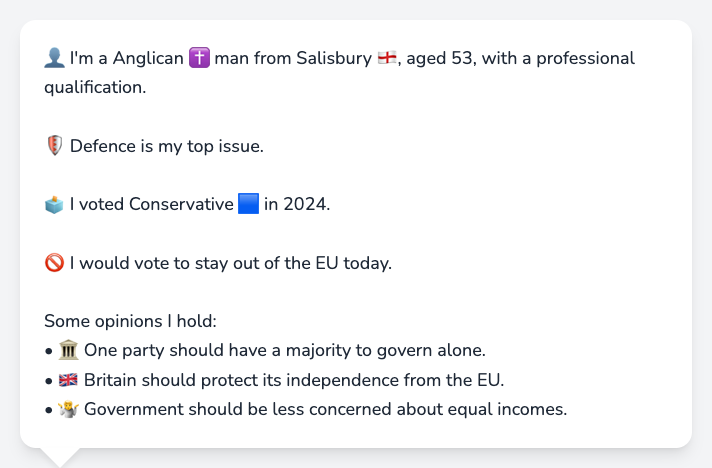 👤 I'm a Anglican ✝️ man from Salisbury 🏴󠁧󠁢󠁥󠁮󠁧󠁿, aged 53, with a professional
qualification.
🛡️ Defence is my top issue.
🗳️ I voted Conservative 🟦 in 2024.
🚫 I would vote to stay out of the EU today.
Some opinions I hold:
• 🏛️ One party should have a majority to govern alone.
• 🇬🇧 Britain should protect its independence from the EU.
• 🤷 Government should be less concerned about equal incomes.